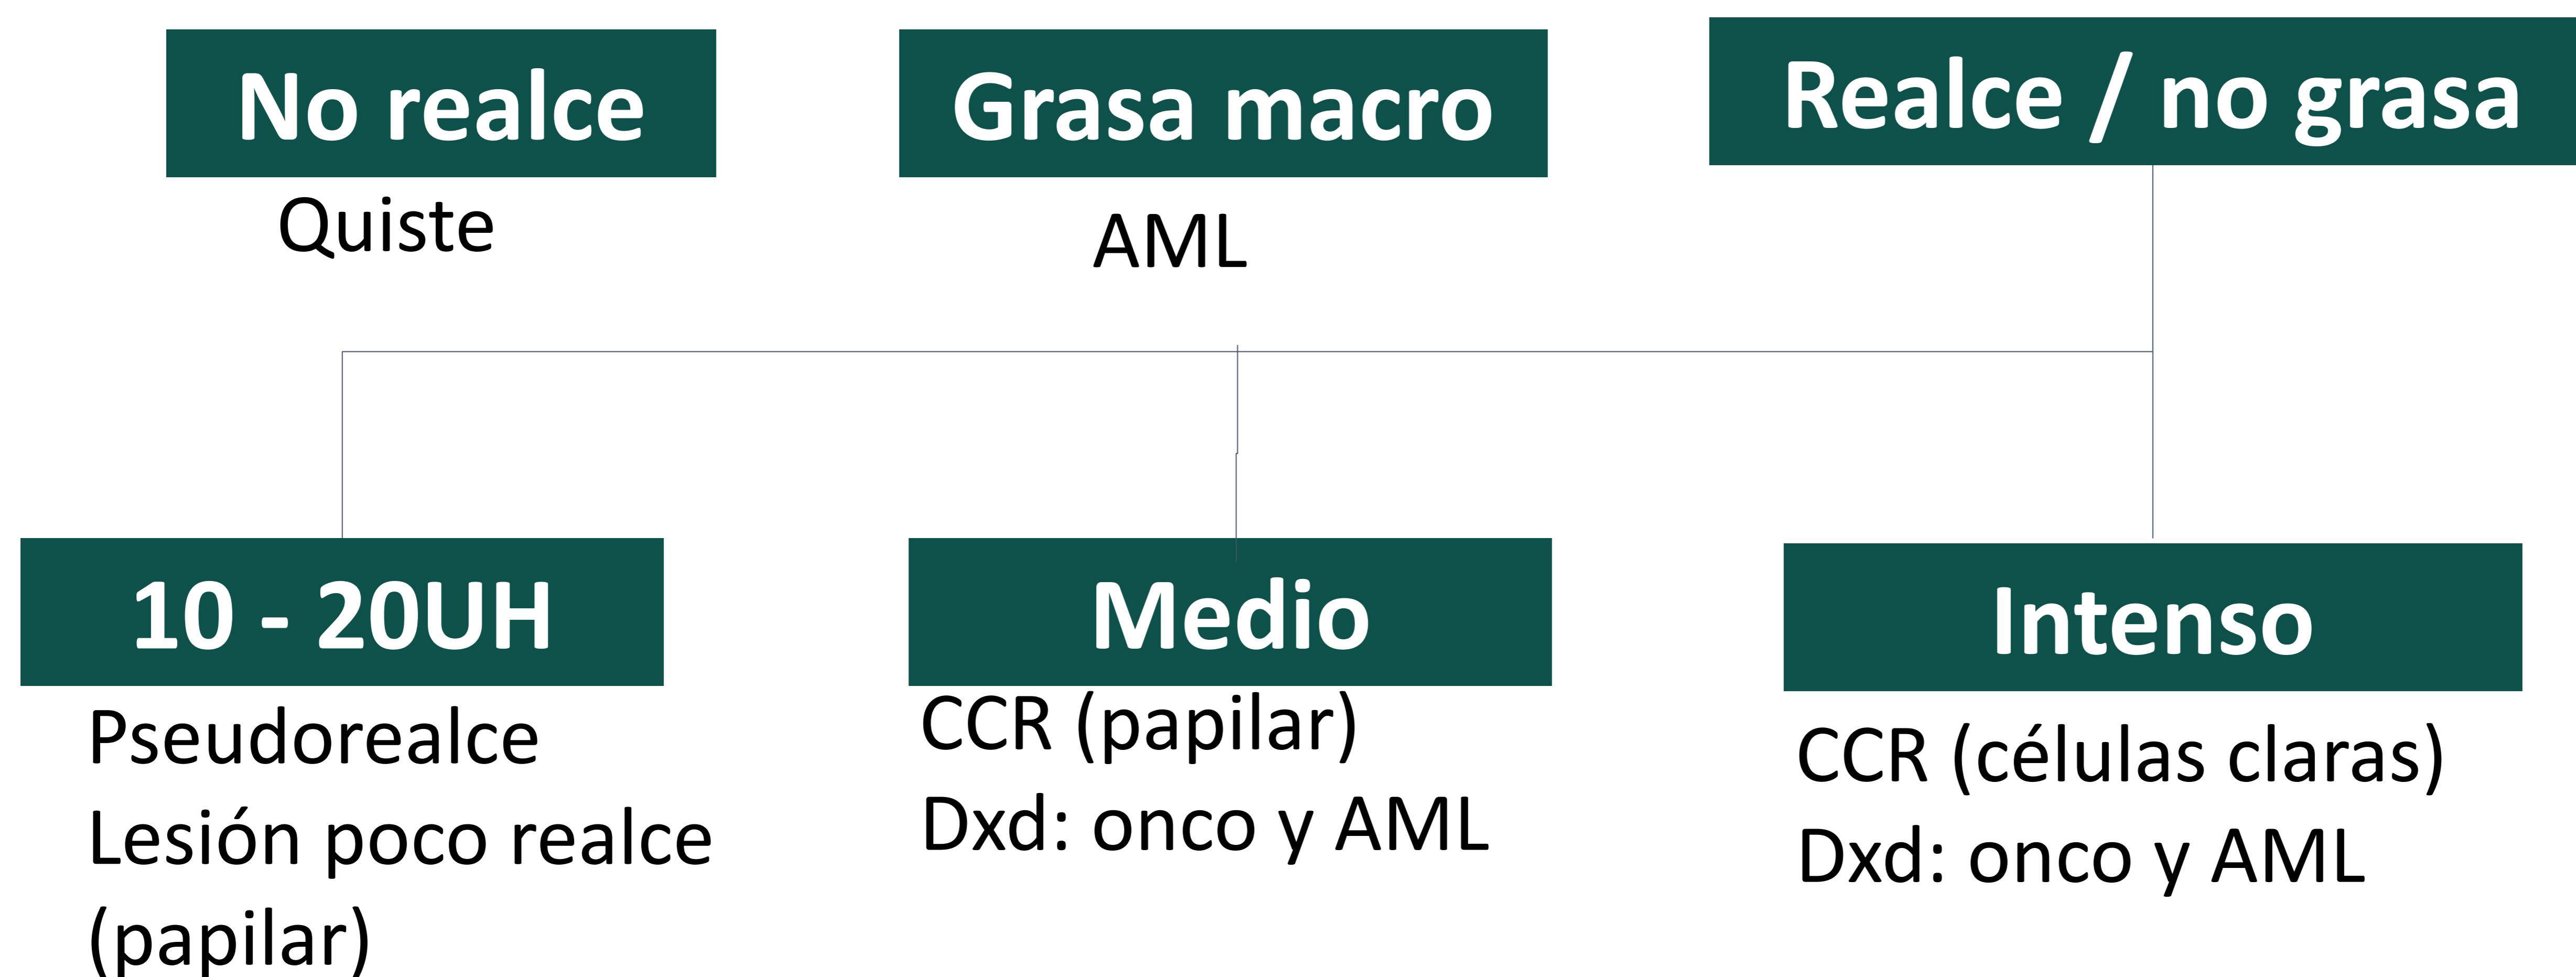 No realce
Grasa macro
Realce / no grasa
Quiste
AML
10 - 20UH
Medio
Intenso
Pseudorealce
Lesión poco realce
(papilar)
CCR (papilar)
Dxd: onco y AML
CCR (células claras)
Dxd: onco y AML